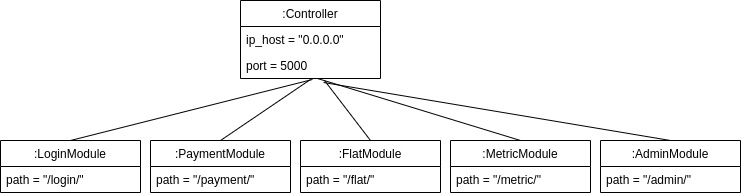 :Controller
ip_host = "0.0.0.0"
port = 5000
:LoginModule
path = "/login/"
:PaymentModule
path = "/payment/"
:FlatModule
path = "/flat/"
:MetricModule
path = "/metric/"
:AdminModule
path = "/admin/"